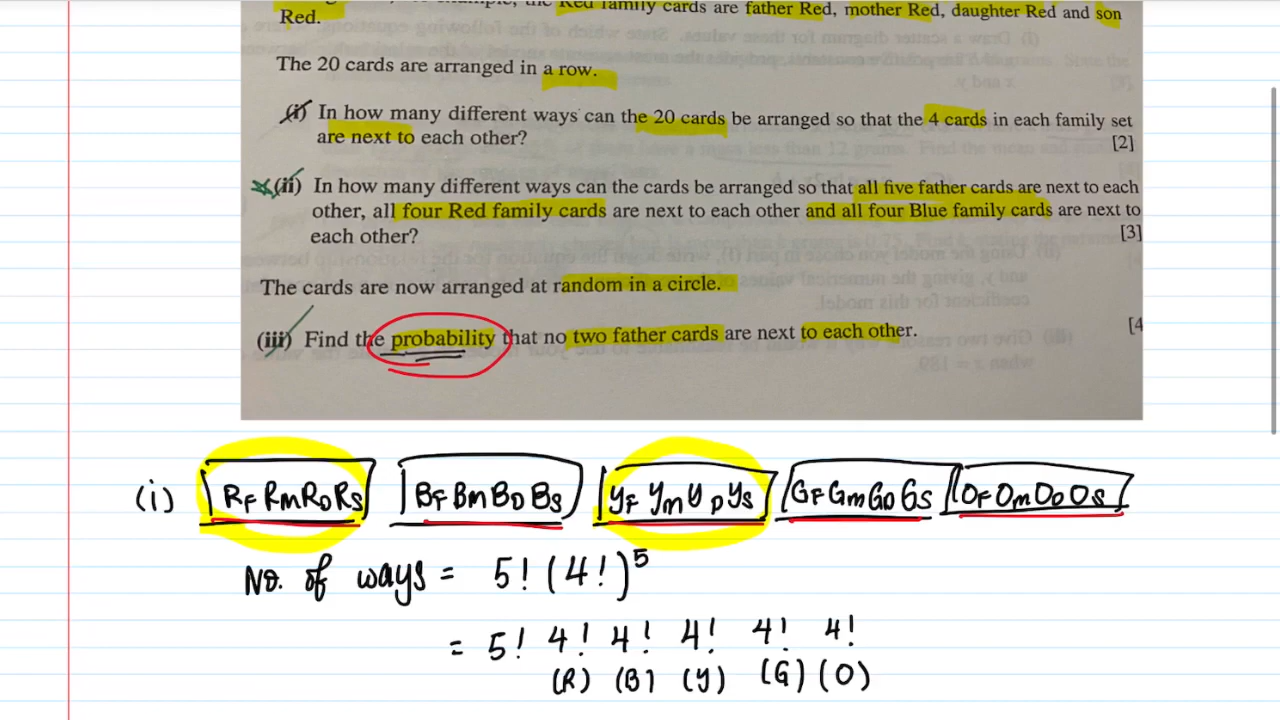 Red family cards are father Red, mother Red, daughter Red and son
Red.
The 20 cards are arranged in a row.
(i) In how many different ways can the 20 cards be arranged so that the 4 cards in each family set
are next to each other? [2]
(ii) In how many different ways can the cards be arranged so that all five father cards are next to each
other, all four Red family cards are next to each other and all four Blue family cards are next to
each other? [3]
The cards are now arranged at random in a circle.
(iii) Find the probability that no two father cards are next to each other. [4
(i) RF Rm RD RS BF Bm BD BS YF Ym YD YS GF Gm GD GS OF Om OD OS
No. of ways = 5! (4!)^5
= 5! 4! 4! 4! 4! 4!
(R) (B) (Y) (G) (O)